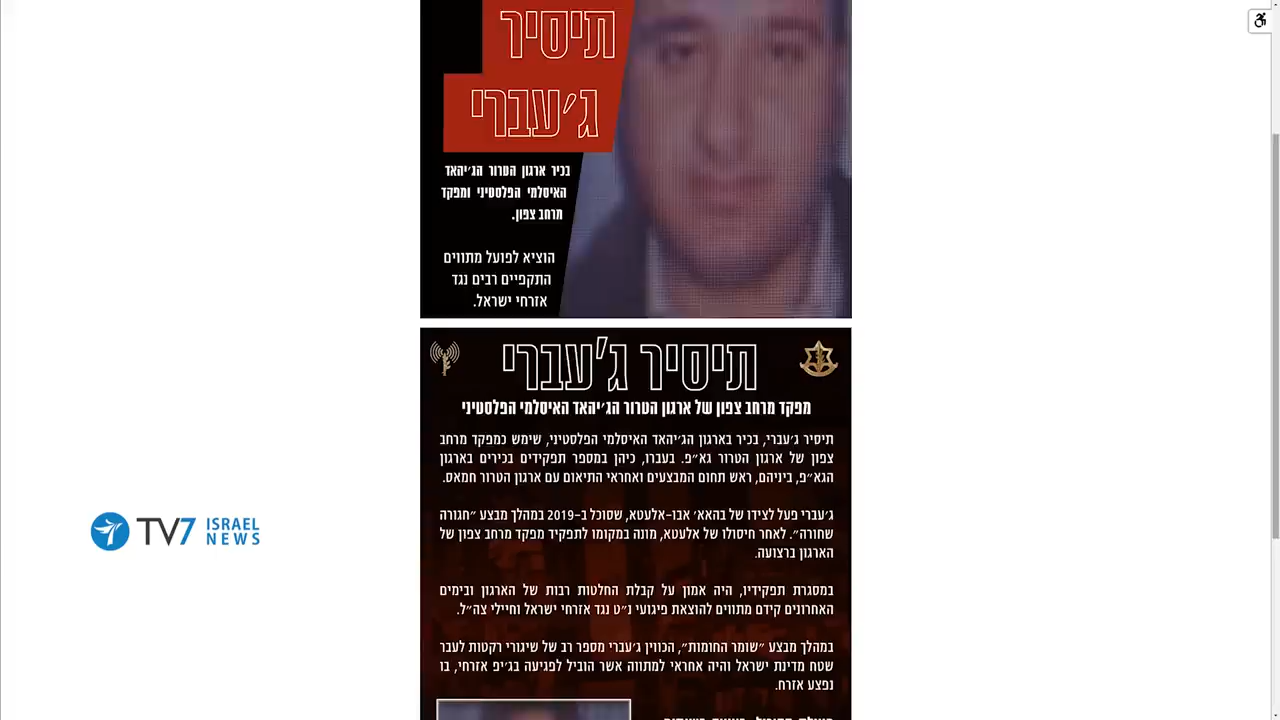 תיסיר
ג׳עברי
בכיר ארגון הטרור הג׳יהאד
האיסלמי הפלסטיני ומפקד
מרחב צפון.
הוציא לפועל מתווים
התקפיים רבים נגד
אזרחי ישראל.
תיסיר ג'עברי
מפקד מרחב צפון של ארגון הטרור הג׳יהאד האיסלמי הפלסטיני
תיסיר ג׳עברי, בכיר בארגון הג׳יהאד האיסלמי הפלסטיני, שימש כמפקד מרחב
צפון של ארגון הטרור גא״פ. בעברו, כיהן במספר תפקידים בכירים בארגון
הגא״פ, ביניהם, ראש תחום המבצעים ואחראי התיאום עם ארגון הטרור חמאס.
ג׳עברי פעל לצידו של בהאא׳ אבו-אלעטא, שסוכל ב-2019 במהלך מבצע ״חגורה
שחורה״. לאחר חיסולו של אלעטא, מונה במקומו לתפקיד מפקד מרחב צפון של
הארגון ברצועה.
במסגרת תפקידיו, היה אמון על קבלת החלטות רבות של הארגון ובימים
האחרונים קידם מתווים להוצאת פיגועי נ״ט נגד אזרחי ישראל וחיילי צה״ל.
במהלך מבצע ״שומר החומות״, הכווין ג׳עברי מספר רב של שיגורי רקטות לעבר
שטח מדינת ישראל והיה אחראי למתווה אשר הוביל לפגיעה בג׳יפ אזרחי, בו
נפצע אזרח.
TV7 ISRAEL
NEWS